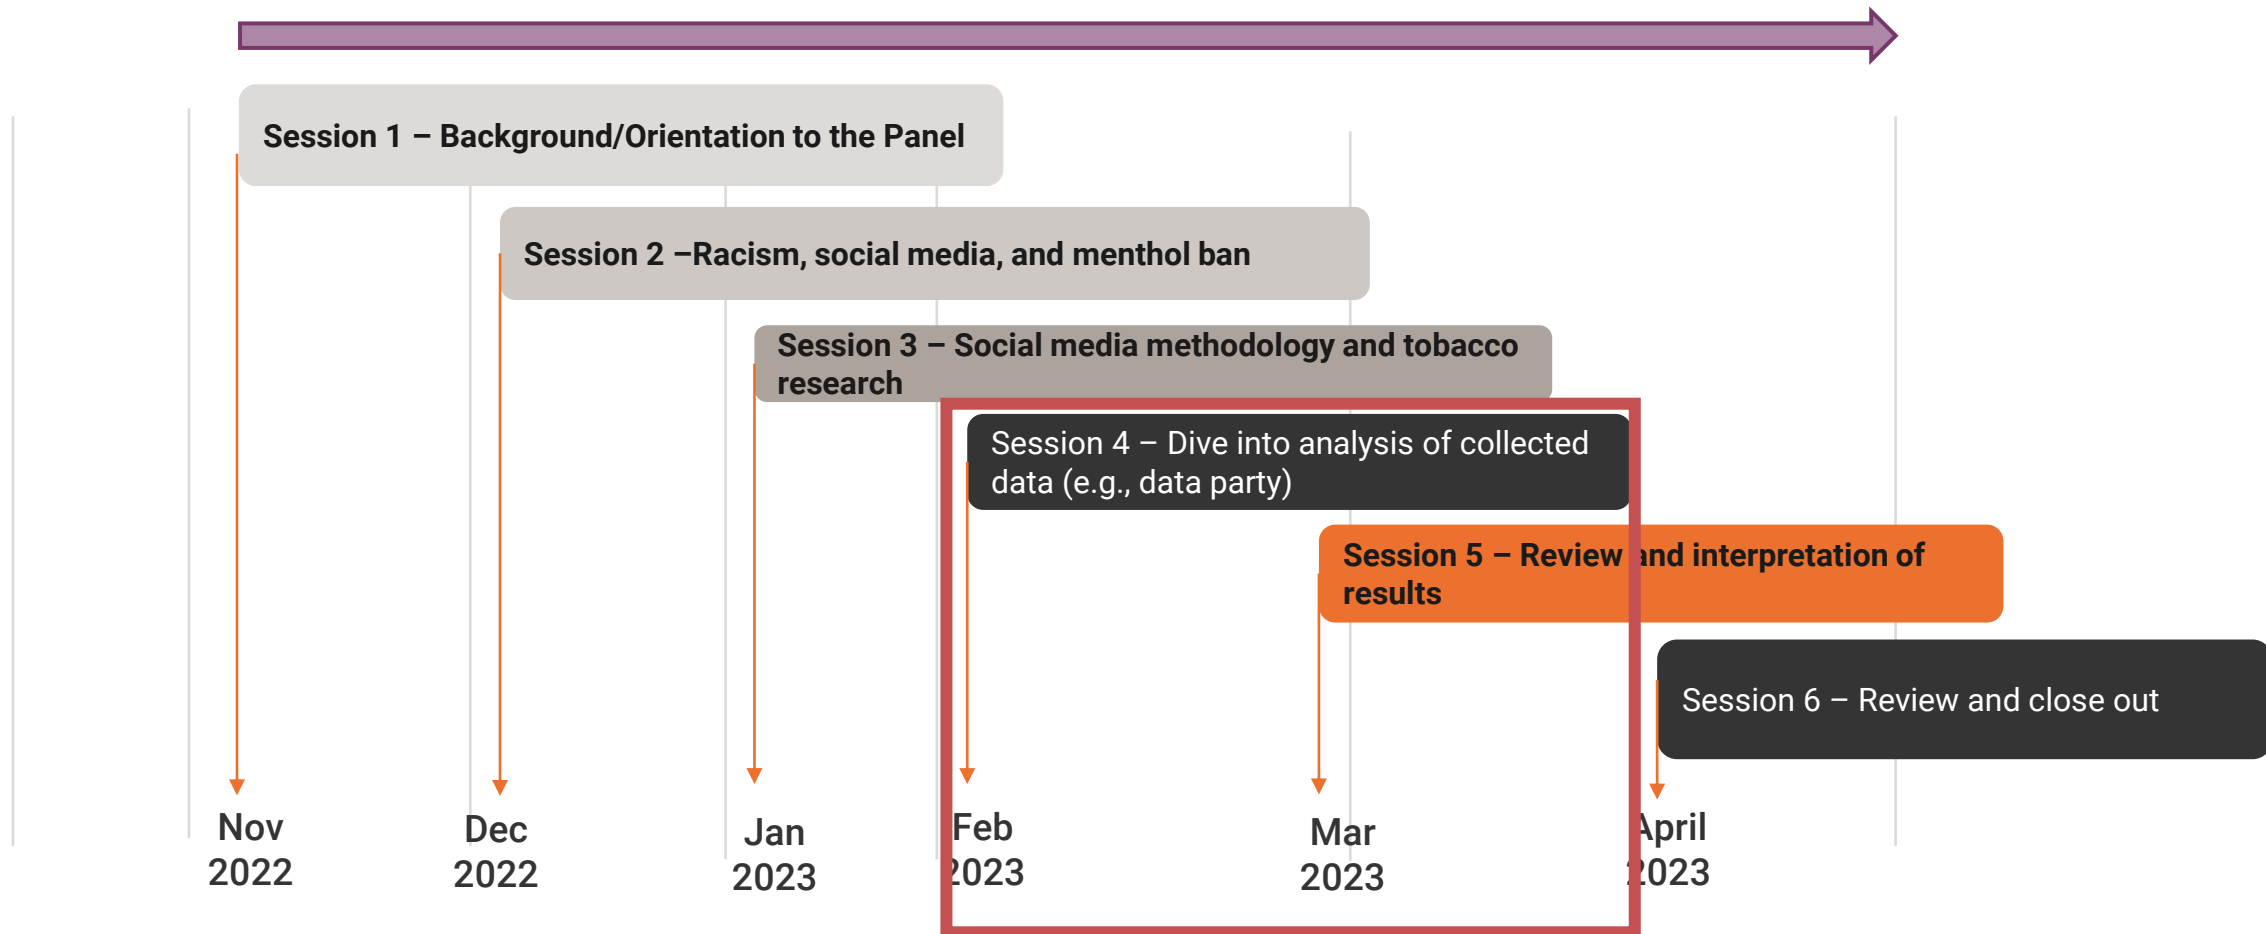 Session 1 – Background/Orientation to the Panel
Session 2 –Racism, social media, and menthol ban
Session 3 – Social media methodology and tobacco
research
Session 4 – Dive into analysis of collected
data (e.g., data party)
Session 5 – Review and interpretation of
results
Session 6 – Review and close out
Nov
2022
Dec
2022
Jan
2023
Feb
2023
Mar
2023
April
2023